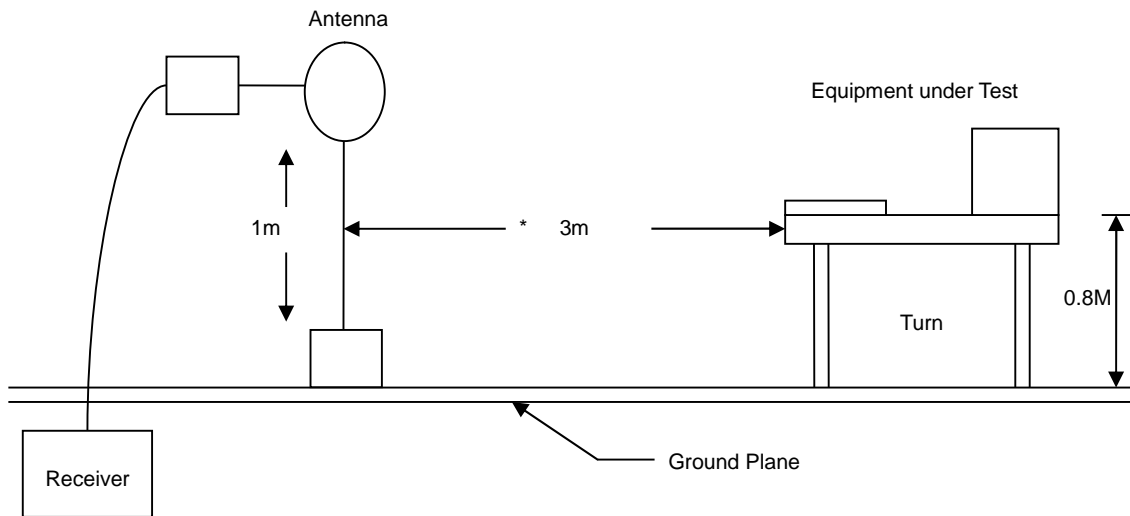 Antenna
Equipment under Test
1m
* 3m
0.8M
Turn
Ground Plane
Receiver